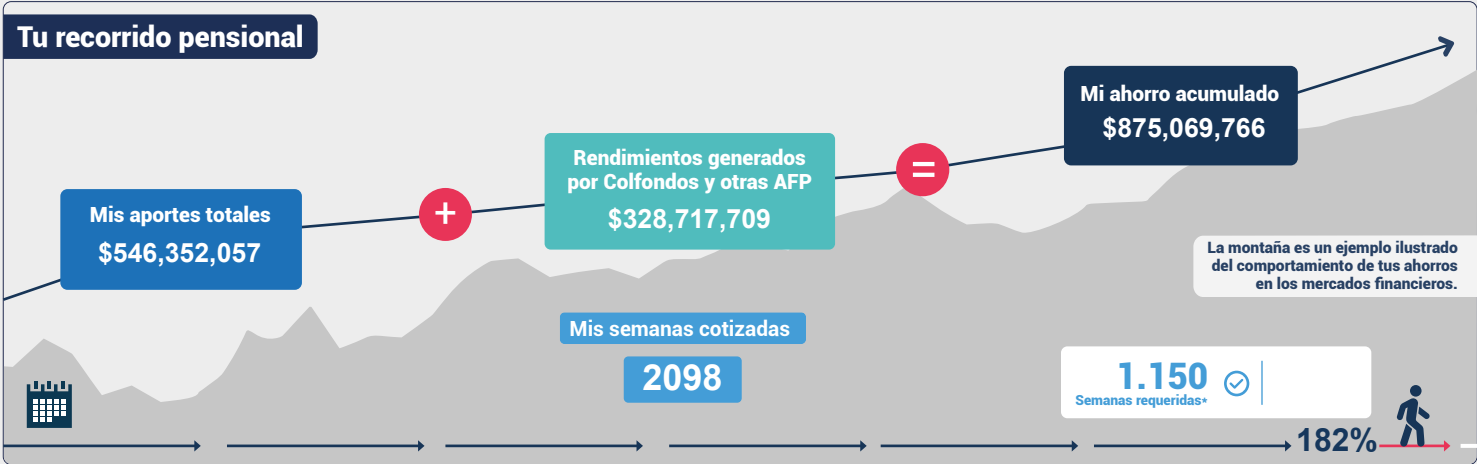 Tu recorrido pensional
Mis aportes totales
$546,352,057
+
Rendimientos generados
por Colfondos y otras AFP
$328,717,709
=
Mi ahorro acumulado
$875,069,766
La montaña es un ejemplo ilustrado
del comportamiento de tus ahorros
en los mercados financieros.
Mis semanas cotizadas
2098
1.150
Semanas requeridas*
182%